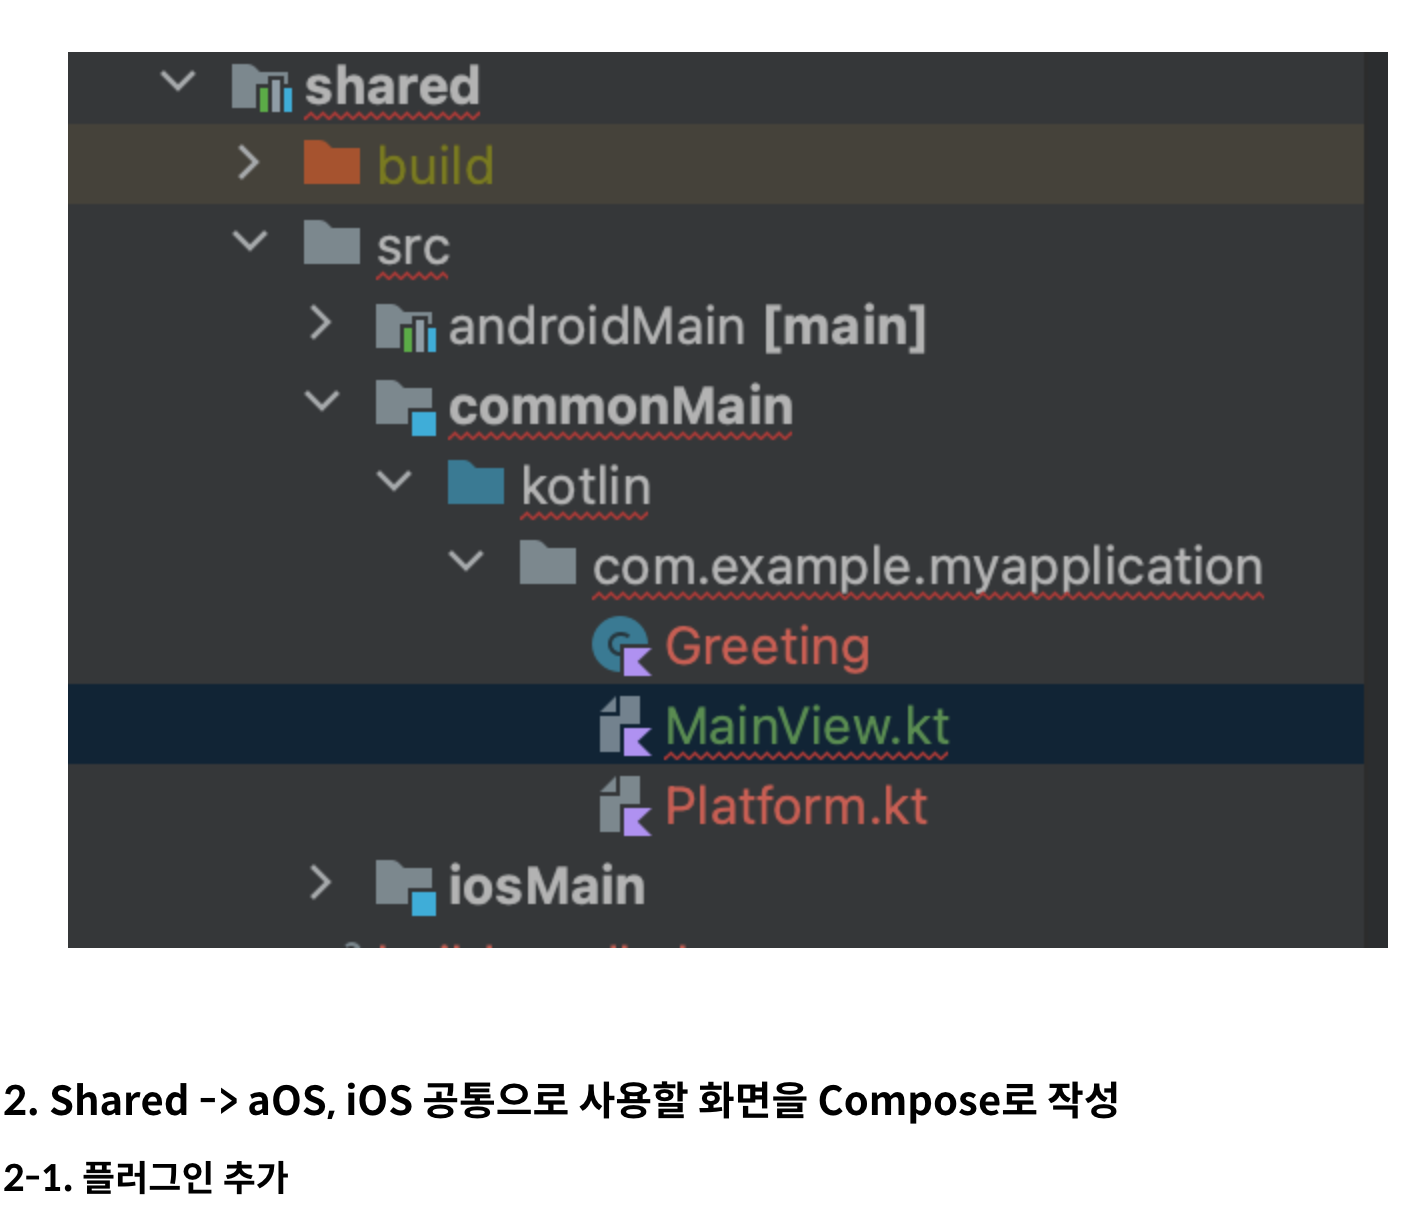 shared
build
src
androidMain [main]
commonMain
kotlin
com.example.myapplication
Greeting
MainView.kt
Platform.kt
iosMain
2. Shared -> aOS, iOS 공통으로 사용할 화면을 Compose로 작성
2-1. 플러그인 추가